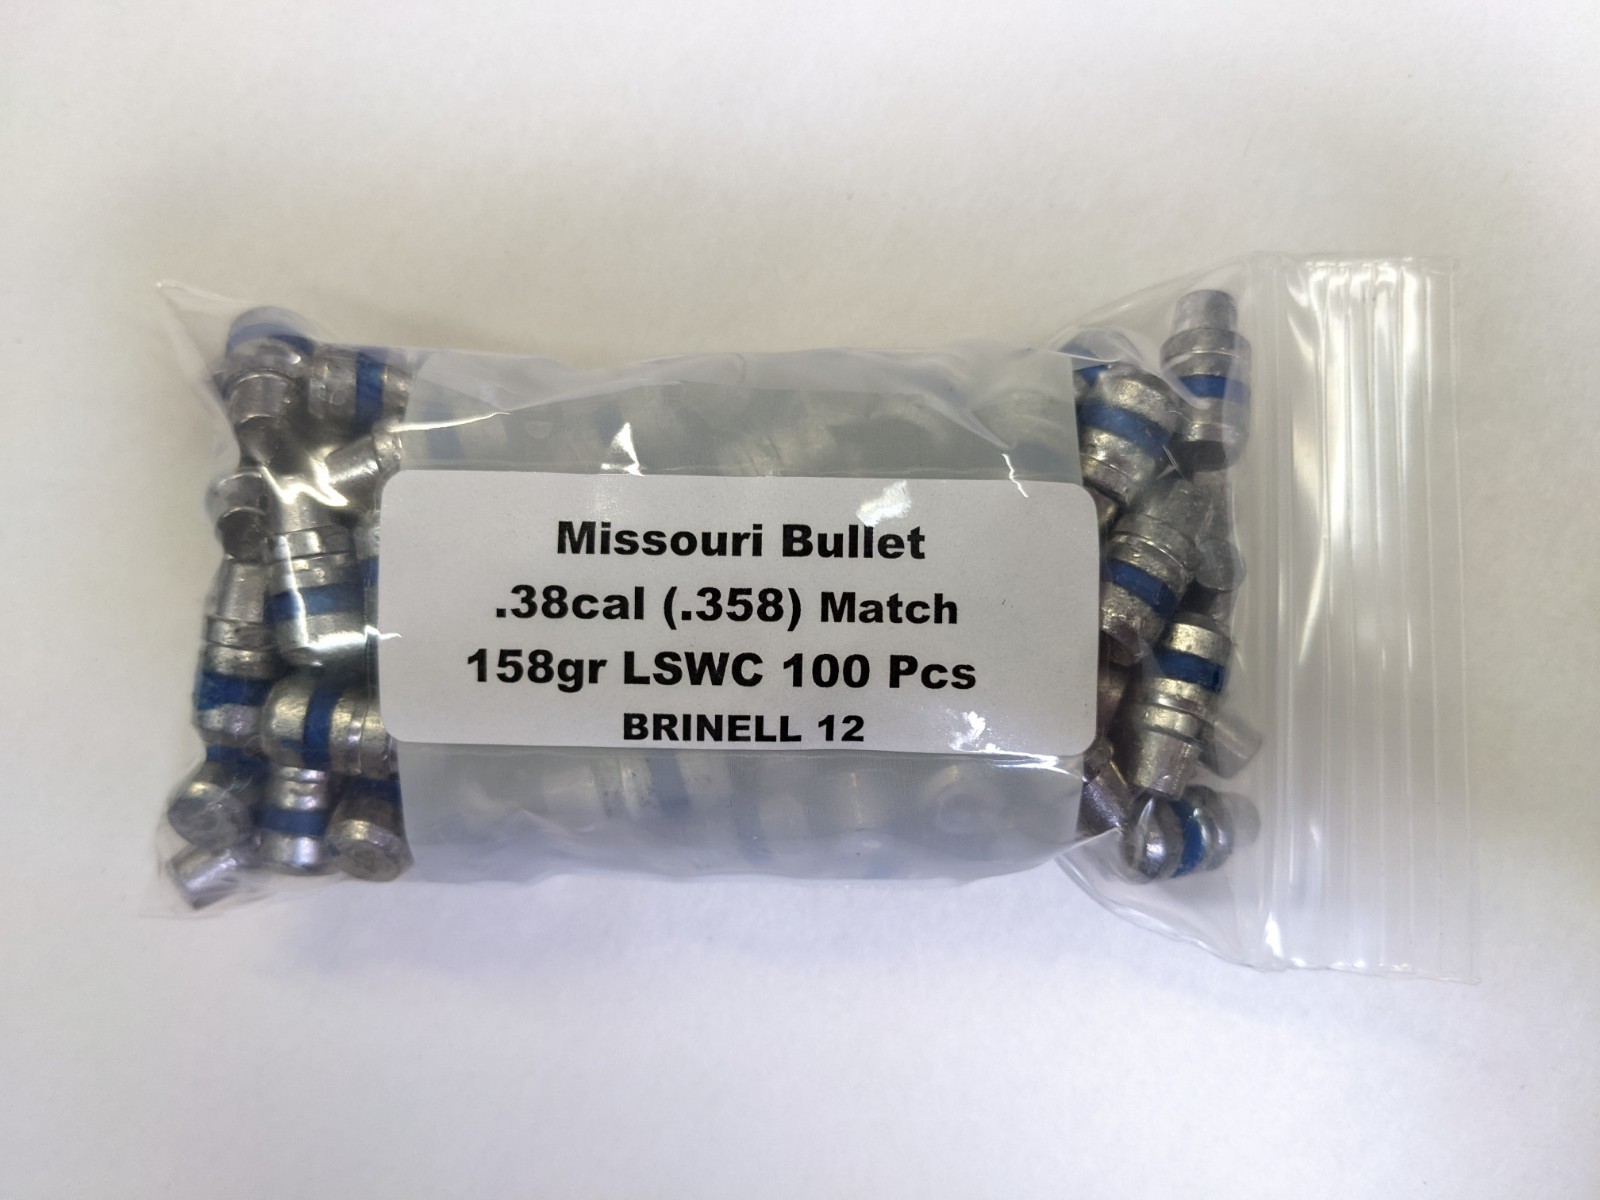 Missouri Bullet
.38cal (.358) Match
158gr LSWC 100 Pcs
BRINELL 12